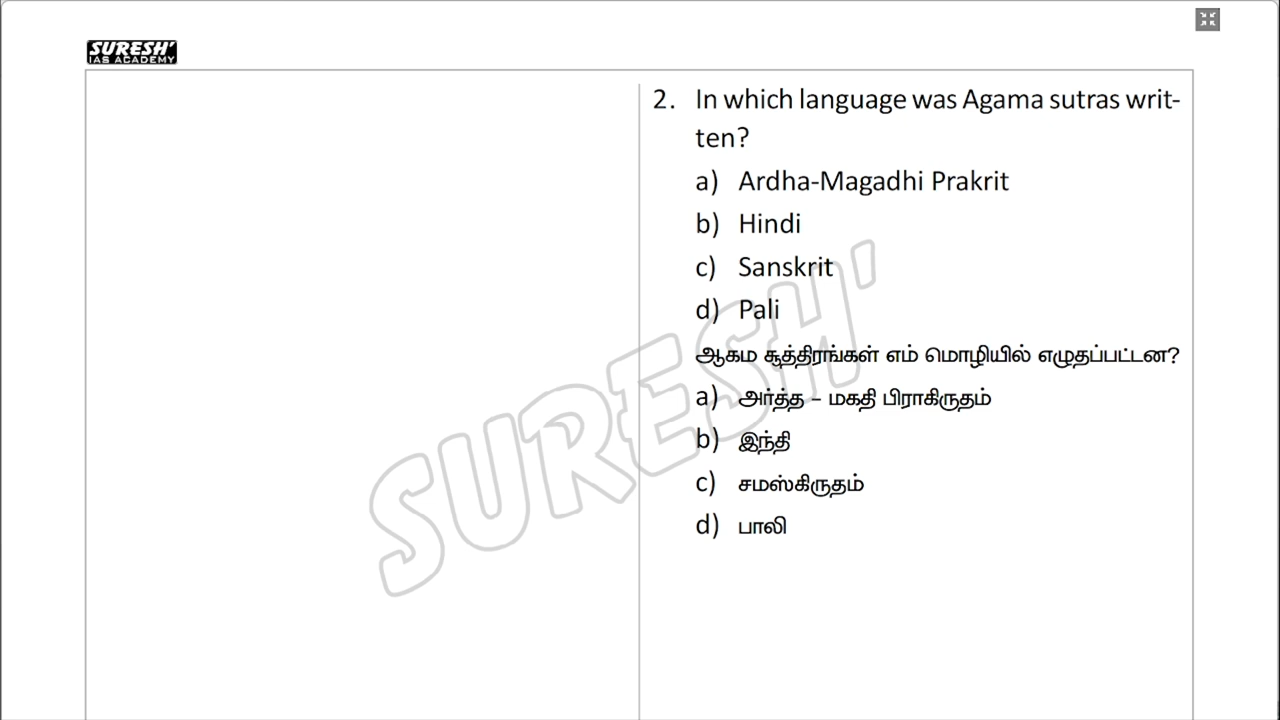 SURESH'
IAS ACADEMY
2. In which language was Agama sutras writ-
ten?
a) Ardha-Magadhi Prakrit
b) Hindi
c) Sanskrit
d) Pali
ஆகம சூத்திரங்கள் எம் மொழியில் எழுதப்பட்டன?
a) அர்த்த – மகதி பிராகிருதம்
b) இந்தி
c) சமஸ்கிருதம்
d) பாலி
SURESH'